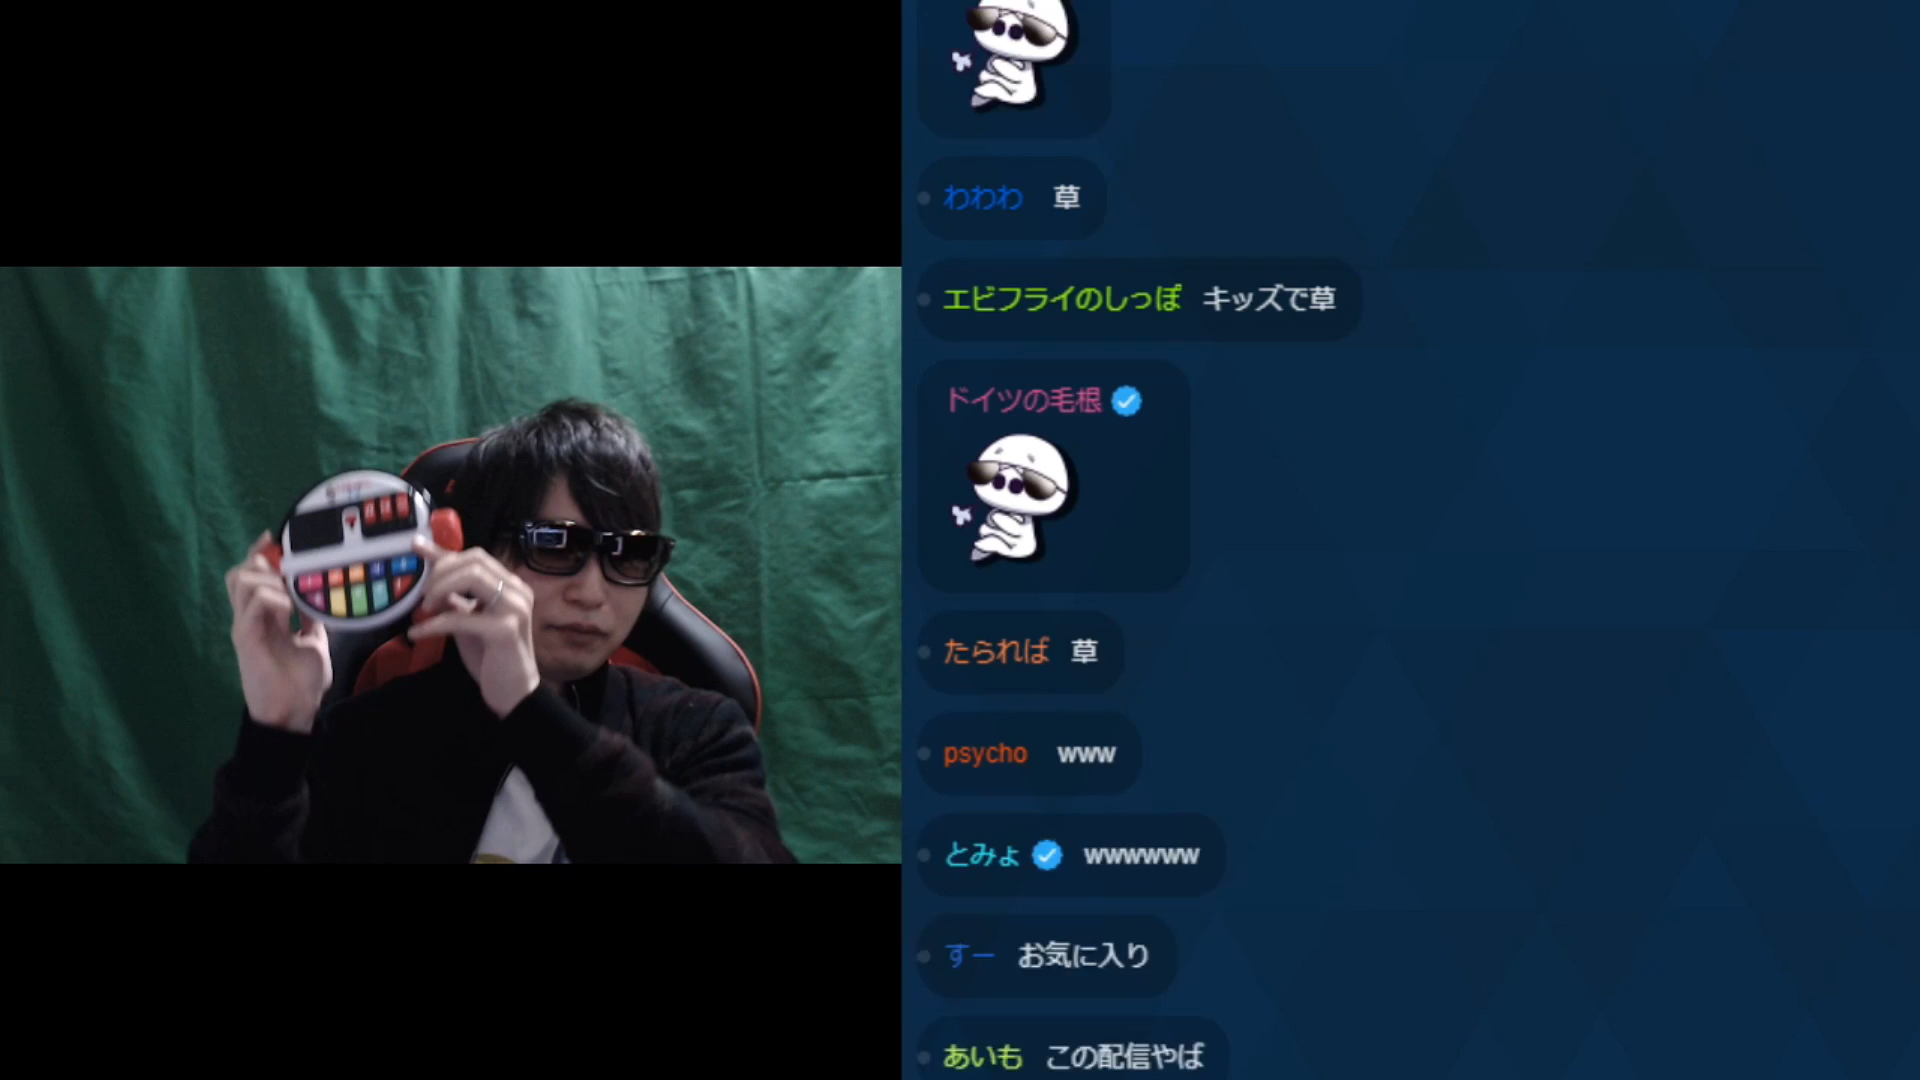 わわわ 草
エビフライのしっぽ キッズで草
ドイツの毛根
たられば 草
psycho www
とみょ wwwwww
すー お気に入り
あいも この配信やば